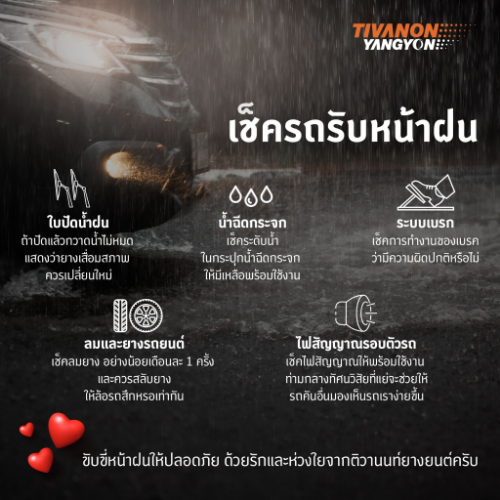 TIVANON
YANGYON
เช็ครถรับหน้าฝน
ใบปัดน้ำฝน
ถ้าปัดแล้วกวาดน้ำไม่หมด
แสดงว่ายางเสื่อมสภาพ
ควรเปลี่ยนใหม่
น้ำฉีดกระจก
เช็คระดับน้ำ
ในกระปุกน้ำฉีดกระจก
ให้มีเหลือพร้อมใช้งาน
ระบบเบรก
เช็คการทำงานของเบรค
ว่ามีความผิดปกติหรือไม่
ลมและยางรถยนต์
เช็คลมยาง อย่างน้อยเดือนละ 1 ครั้ง
และควรสลับยาง
ให้ล้อรถสึกหรอเท่ากัน
ไฟสัญญาณรอบตัวรถ
เช็คไฟสัญญาณให้พร้อมใช้งาน
ท่ามกลางทัศนวิสัยที่แย่จะช่วยให้
รถคันอื่นมองเห็นรถเราง่ายขึ้น
ขับขี่หน้าฝนให้ปลอดภัย ด้วยรักและห่วงใยจากติวานนท์ยางยนต์ครับ